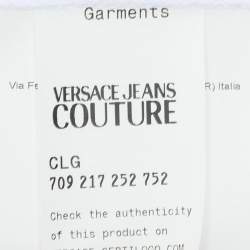 Garments
Via Fe R) Italia
VERSACE JEANS
COUTURE
CLG
709 217 252 752
Check the authenticity
of this product on